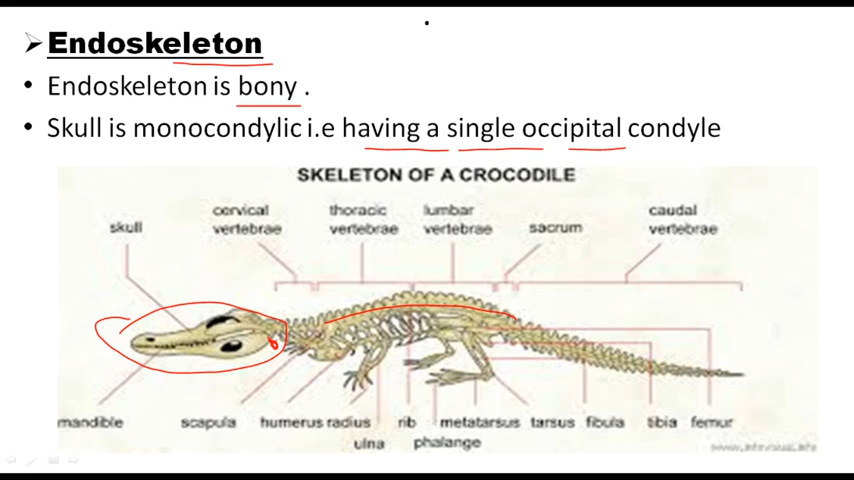 Endoskeleton
• Endoskeleton is bony .
• Skull is monocondylic i.e having a single occipital condyle
SKELETON OF A CROCODILE
skull
cervical vertebrae
thoracic vertebrae
lumbar vertebrae
sacrum
caudal vertebrae
mandible
scapula
humerus
radius
ulna
rib
phalange
metatarsus
tarsus
fibula
tibia
femur